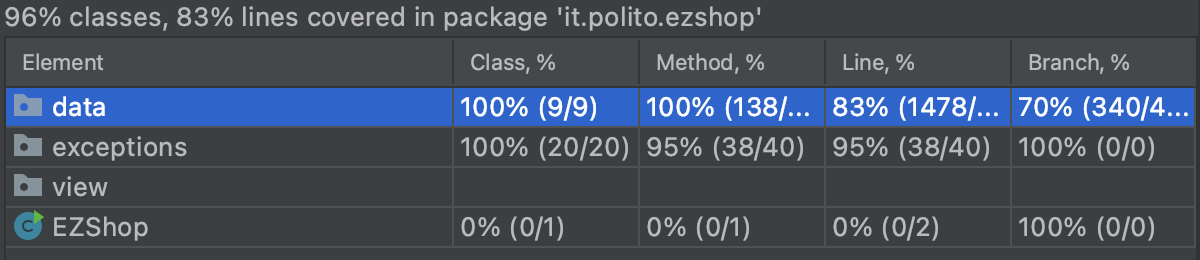 96% classes, 83% lines covered in package 'it.polito.ezshop'
Element Class, % Method, % Line, % Branch, %
data 100% (9/9) 100% (138/... 83% (1478/... 70% (340/4...
exceptions 100% (20/20) 95% (38/40) 95% (38/40) 100% (0/0)
view
C EZShop 0% (0/1) 0% (0/1) 0% (0/2) 100% (0/0)